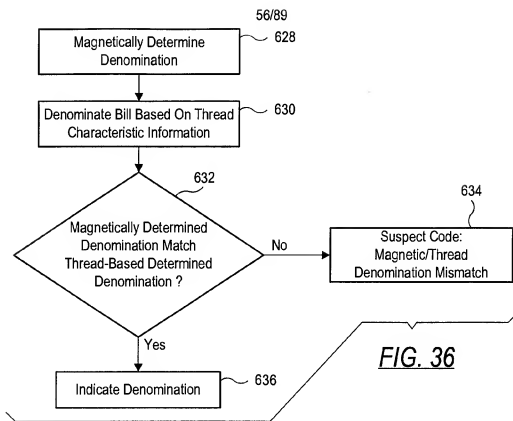 56/89
Magnetically Determine
Denomination
628
Denominate Bill Based On Thread
Characteristic Information
630
632
Magnetically Determined
Denomination Match
Thread-Based Determined
Denomination ?
No
634
Suspect Code:
Magnetic/Thread
Denomination Mismatch
Yes
Indicate Denomination
636
FIG. 36